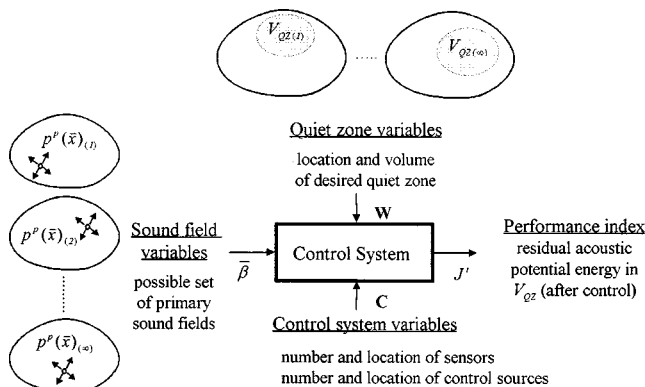 V_QZ(1)
V_QZ(∞)
Quiet zone variables
location and volume
of desired quiet zone
W
p^p(x̄)_(1)
p^p(x̄)_(2)
p^p(x̄)_(∞)
Sound field
variables
possible set
of primary
sound fields
β̄
Control System
J'
Performance index
residual acoustic
potential energy in
V_QZ (after control)
C
Control system variables
number and location of sensors
number and location of control sources